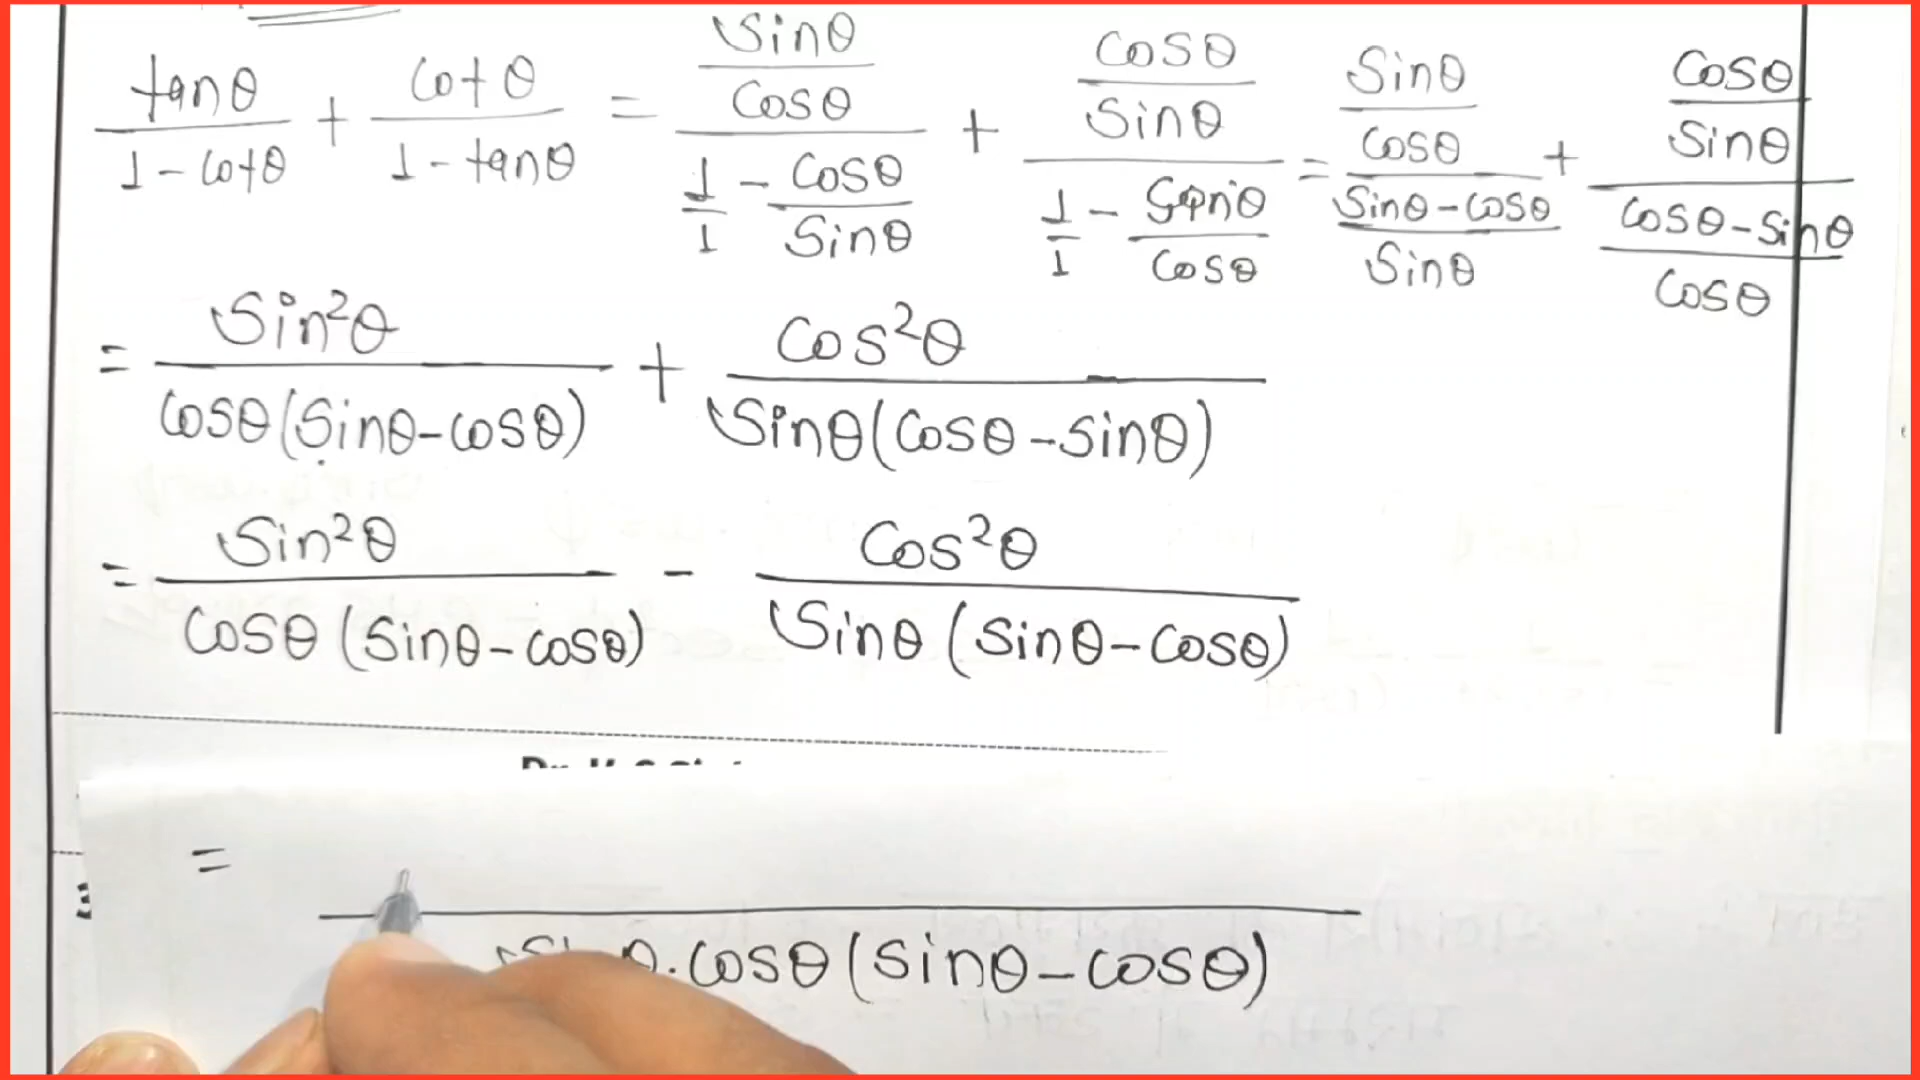 tanθ/(1-cotθ) + cotθ/(1-tanθ) = (sinθ/cosθ)/(1/1 - cosθ/sinθ) + (cosθ/sinθ)/(1/1 - sinθ/cosθ) = (sinθ/cosθ)/((sinθ-cosθ)/sinθ) + (cosθ/sinθ)/((cosθ-sinθ)/cosθ)
= sin²θ/(cosθ(sinθ-cosθ)) + cos²θ/(sinθ(cosθ-sinθ))
= sin²θ/(cosθ(sinθ-cosθ)) - cos²θ/(sinθ(sinθ-cosθ))
=
.cosθ(sinθ-cosθ)